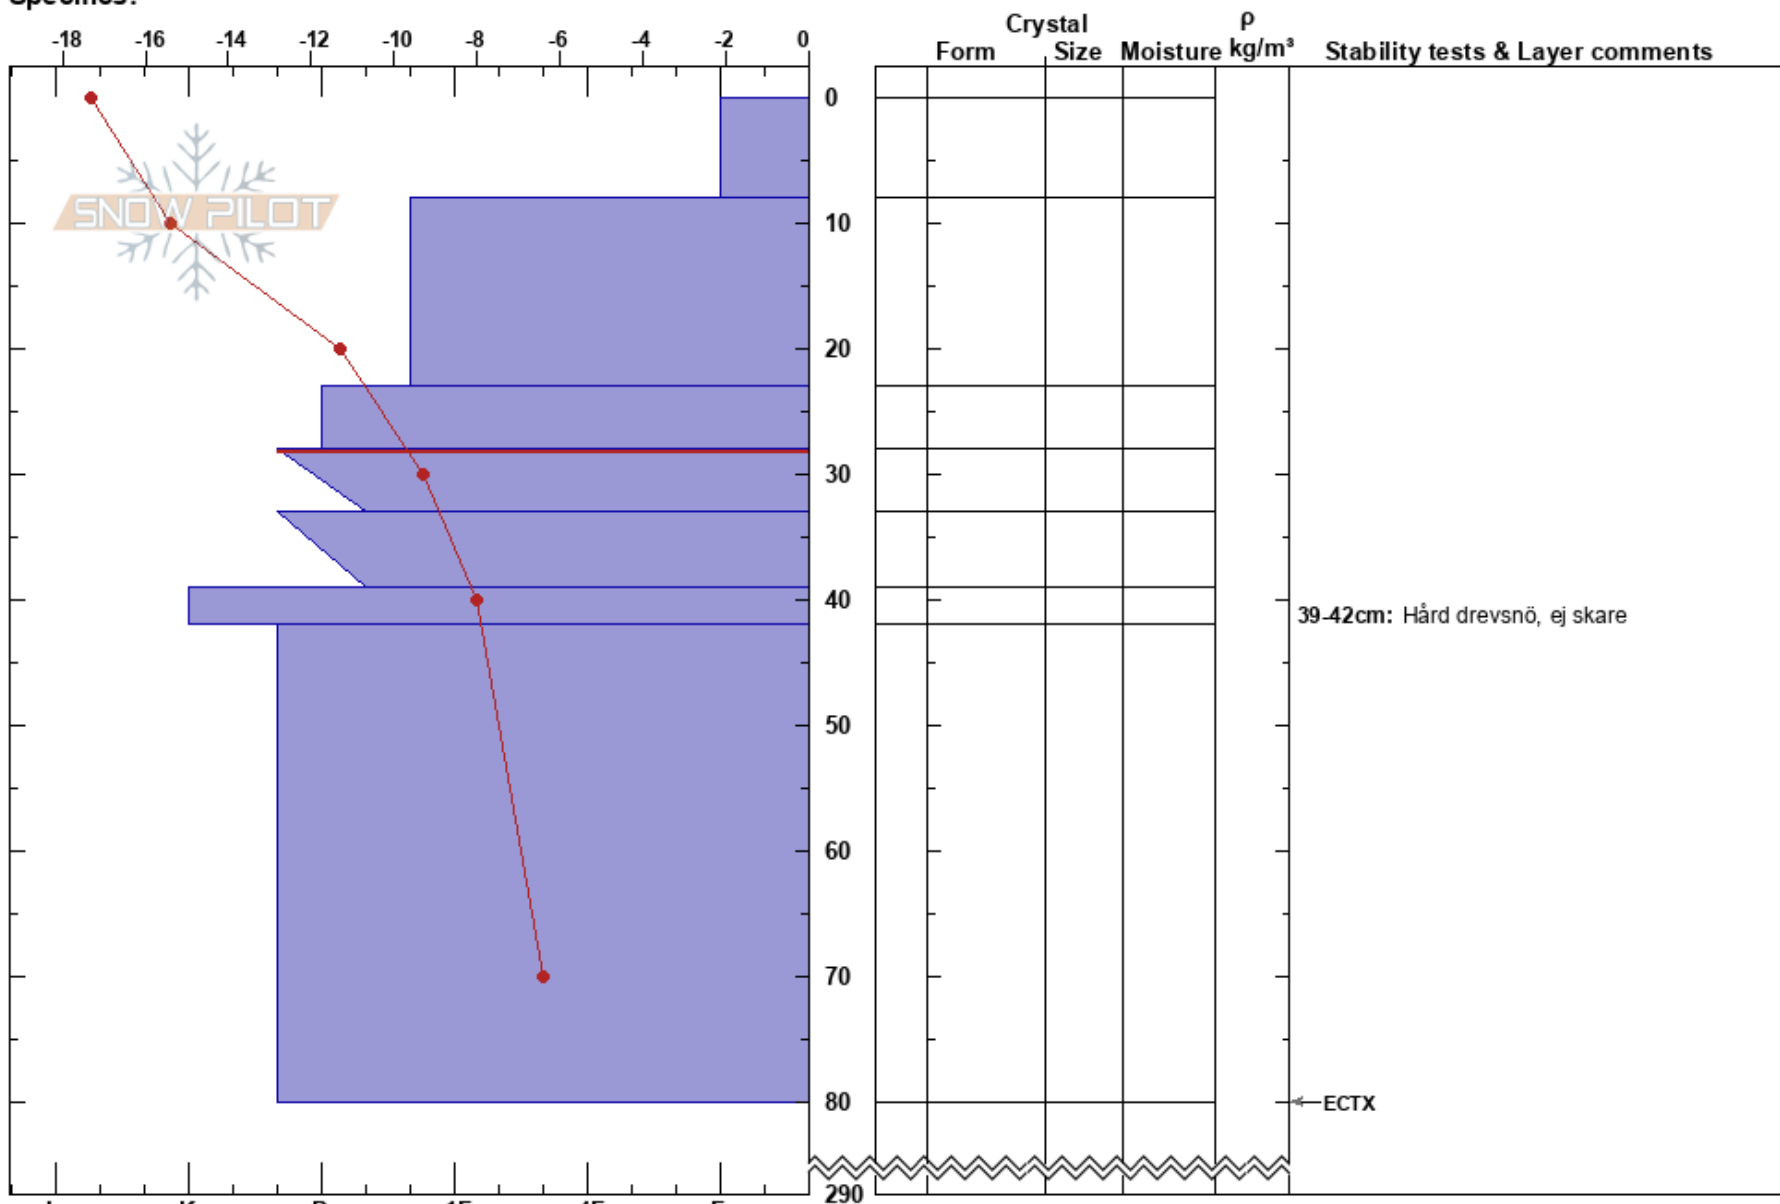 Crystal ρ
-18 -16 -14 -12 -10 -8 -6 -4 -2 0
Form Size Moisture kg/m³ Stability tests & Layer comments
0
SNOW PILOT
10
20
30
40
39-42cm: Hård drevsnö, ej skare
50
60
70
80
ECTX
290